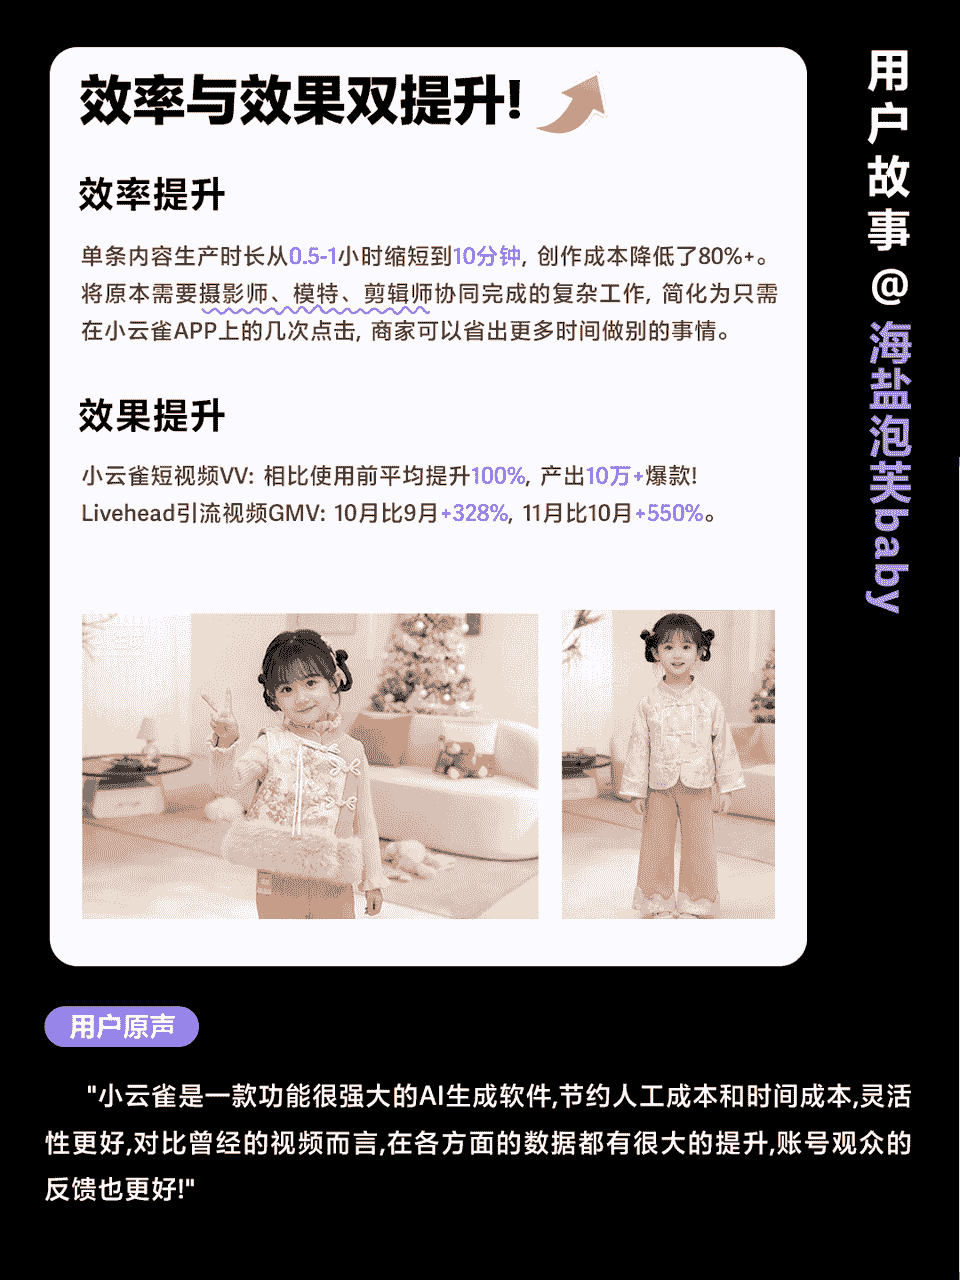 效率与效果双提升!
效率提升
单条内容生产时长从0.5-1小时缩短到10分钟, 创作成本降低了80%+。
将原本需要摄影师、模特、剪辑师协同完成的复杂工作, 简化为只需
在小云雀APP上的几次点击, 商家可以省出更多时间做别的事情。
效果提升
小云雀短视频VV: 相比使用前平均提升100%, 产出10万+爆款!
Livehead引流视频GMV: 10月比9月+328%, 11月比10月+550%。
用户故事@海盐泡芙baby
用户原声
"小云雀是一款功能很强大的AI生成软件,节约人工成本和时间成本,灵活
性更好,对比曾经的视频而言,在各方面的数据都有很大的提升,账号观众的
反馈也更好!"